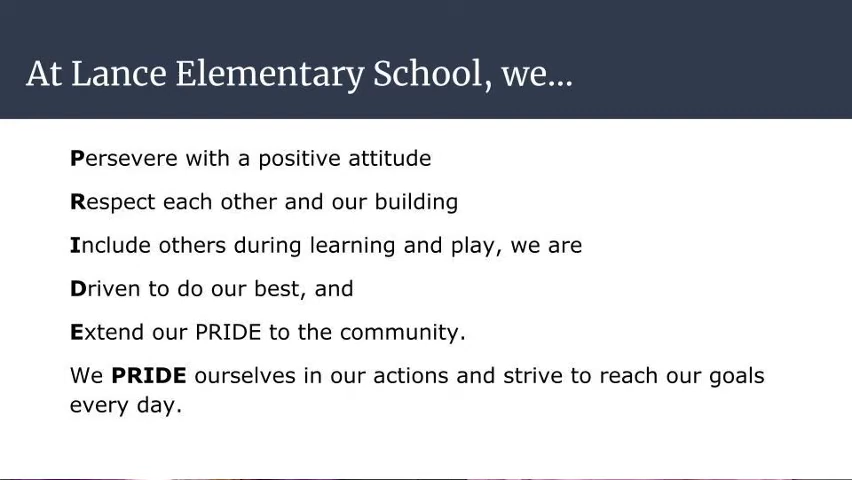 At Lance Elementary School, we...
Persevere with a positive attitude
Respect each other and our building
Include others during learning and play, we are
Driven to do our best, and
Extend our PRIDE to the community.
We PRIDE ourselves in our actions and strive to reach our goals
every day.